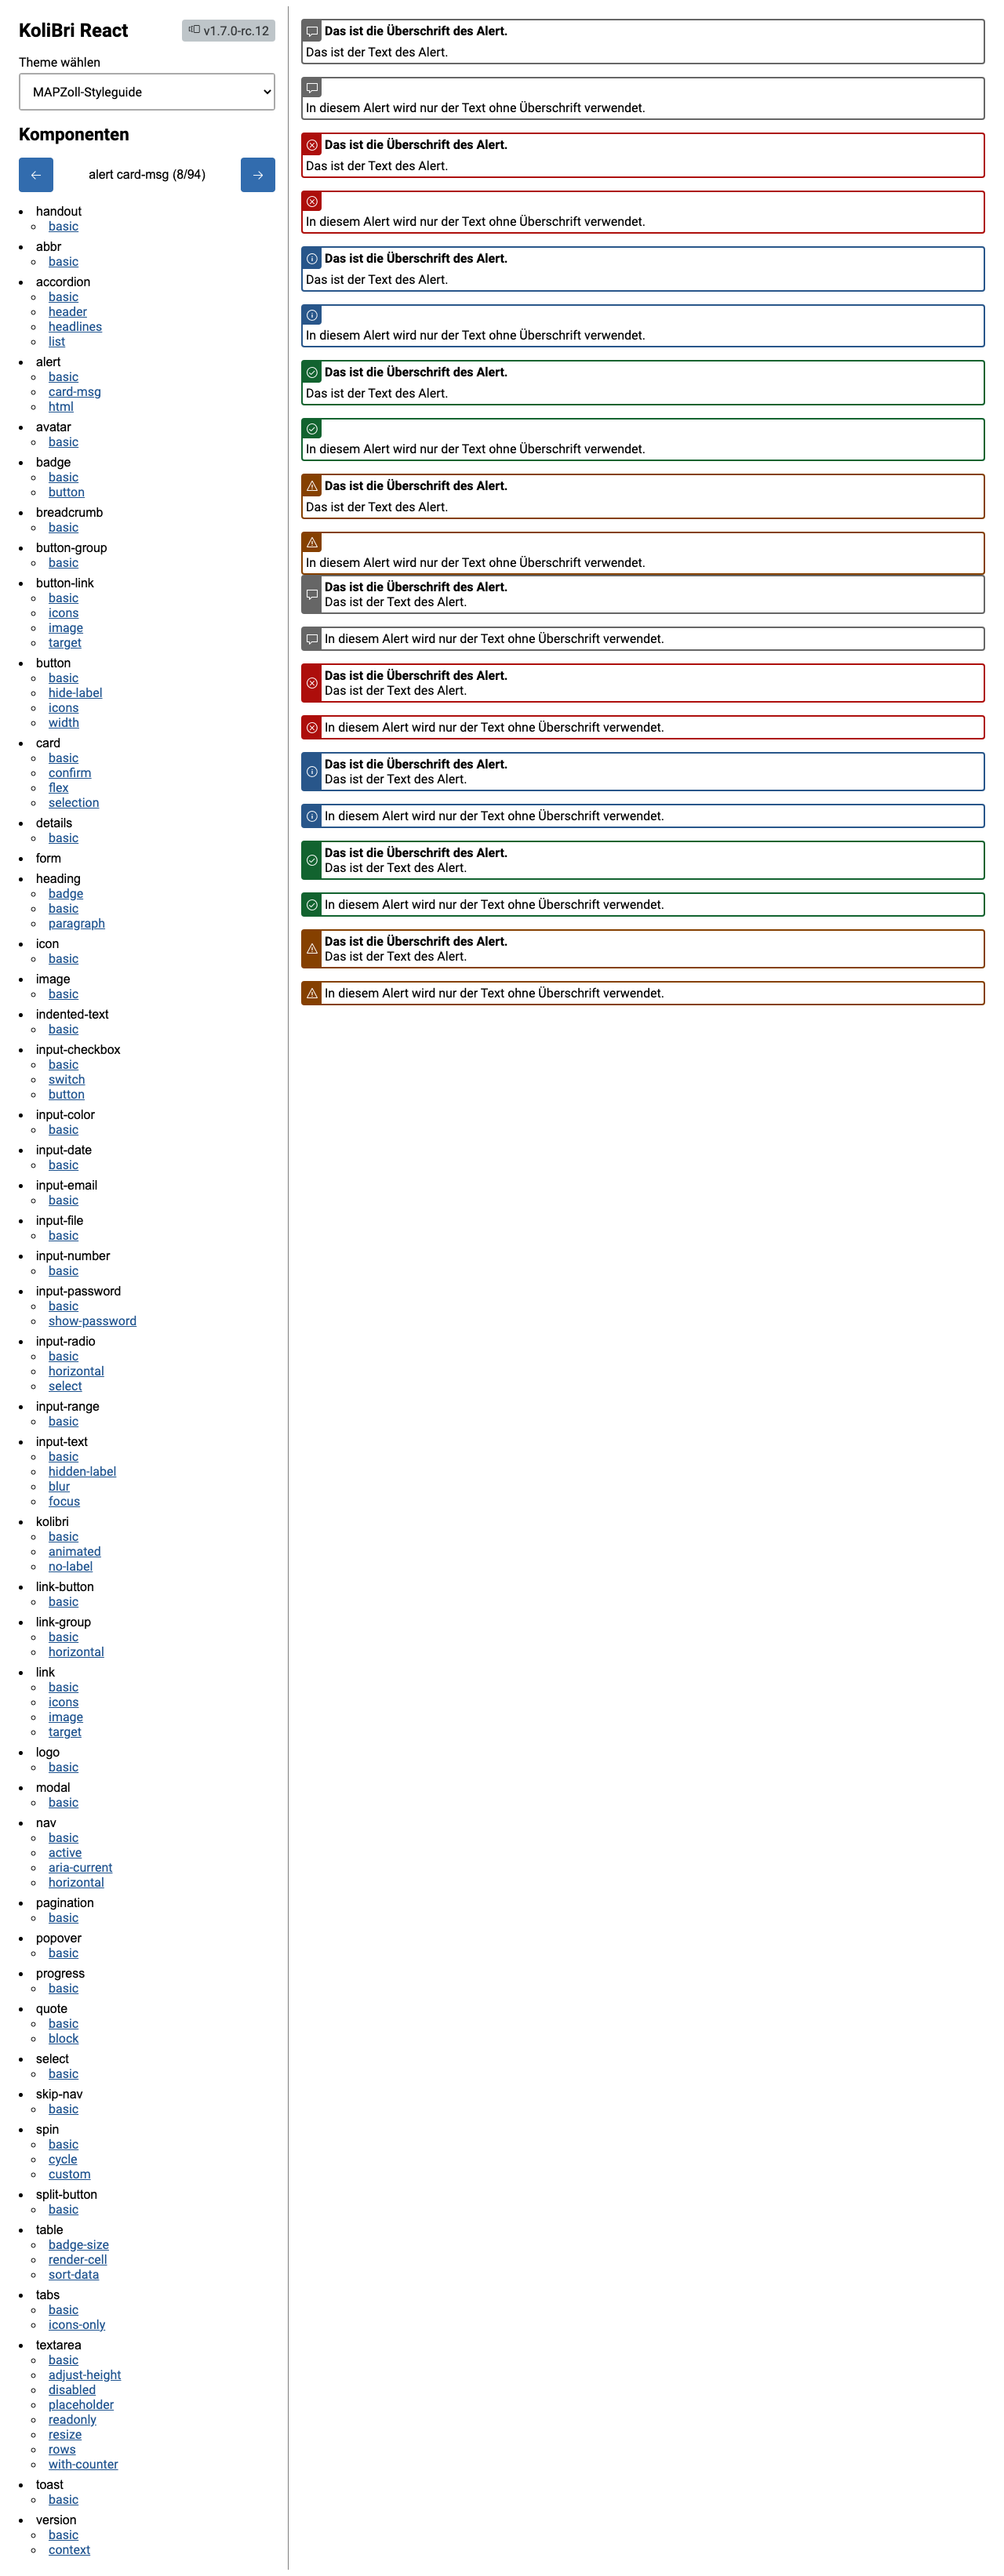 KoliBri React
v1.7.0-rc.12
Theme wählen
MAPZoll-Styleguide
Komponenten
alert card-msg (8/94)
handout
basic
abbr
basic
accordion
basic
header
headlines
list
alert
basic
card-msg
html
avatar
basic
badge
basic
button
breadcrumb
basic
button-group
basic
button-link
basic
icons
image
target
button
basic
hide-label
icons
width
card
basic
confirm
flex
selection
details
basic
form
heading
badge
basic
paragraph
icon
basic
image
basic
indented-text
basic
input-checkbox
basic
switch
button
input-color
basic
input-date
basic
input-email
basic
input-file
basic
input-number
basic
input-password
basic
show-password
input-radio
basic
horizontal
select
input-range
basic
input-text
basic
hidden-label
blur
focus
kolibri
basic
animated
no-label
link-button
basic
link-group
basic
horizontal
link
basic
icons
image
target
logo
basic
modal
basic
nav
basic
active
aria-current
horizontal
pagination
basic
popover
basic
progress
basic
quote
basic
block
select
basic
skip-nav
basic
spin
basic
cycle
custom
split-button
basic
table
badge-size
render-cell
sort-data
tabs
basic
icons-only
textarea
basic
adjust-height
disabled
placeholder
readonly
resize
rows
with-counter
toast
basic
version
basic
context
Das ist die Überschrift des Alert.
Das ist der Text des Alert.
In diesem Alert wird nur der Text ohne Überschrift verwendet.
Das ist die Überschrift des Alert.
Das ist der Text des Alert.
In diesem Alert wird nur der Text ohne Überschrift verwendet.
Das ist die Überschrift des Alert.
Das ist der Text des Alert.
In diesem Alert wird nur der Text ohne Überschrift verwendet.
Das ist die Überschrift des Alert.
Das ist der Text des Alert.
In diesem Alert wird nur der Text ohne Überschrift verwendet.
Das ist die Überschrift des Alert.
Das ist der Text des Alert.
In diesem Alert wird nur der Text ohne Überschrift verwendet.
Das ist die Überschrift des Alert.
Das ist der Text des Alert.
In diesem Alert wird nur der Text ohne Überschrift verwendet.
Das ist die Überschrift des Alert.
Das ist der Text des Alert.
In diesem Alert wird nur der Text ohne Überschrift verwendet.
Das ist die Überschrift des Alert.
Das ist der Text des Alert.
In diesem Alert wird nur der Text ohne Überschrift verwendet.
Das ist die Überschrift des Alert.
Das ist der Text des Alert.
In diesem Alert wird nur der Text ohne Überschrift verwendet.
Das ist die Überschrift des Alert.
Das ist der Text des Alert.
In diesem Alert wird nur der Text ohne Überschrift verwendet.